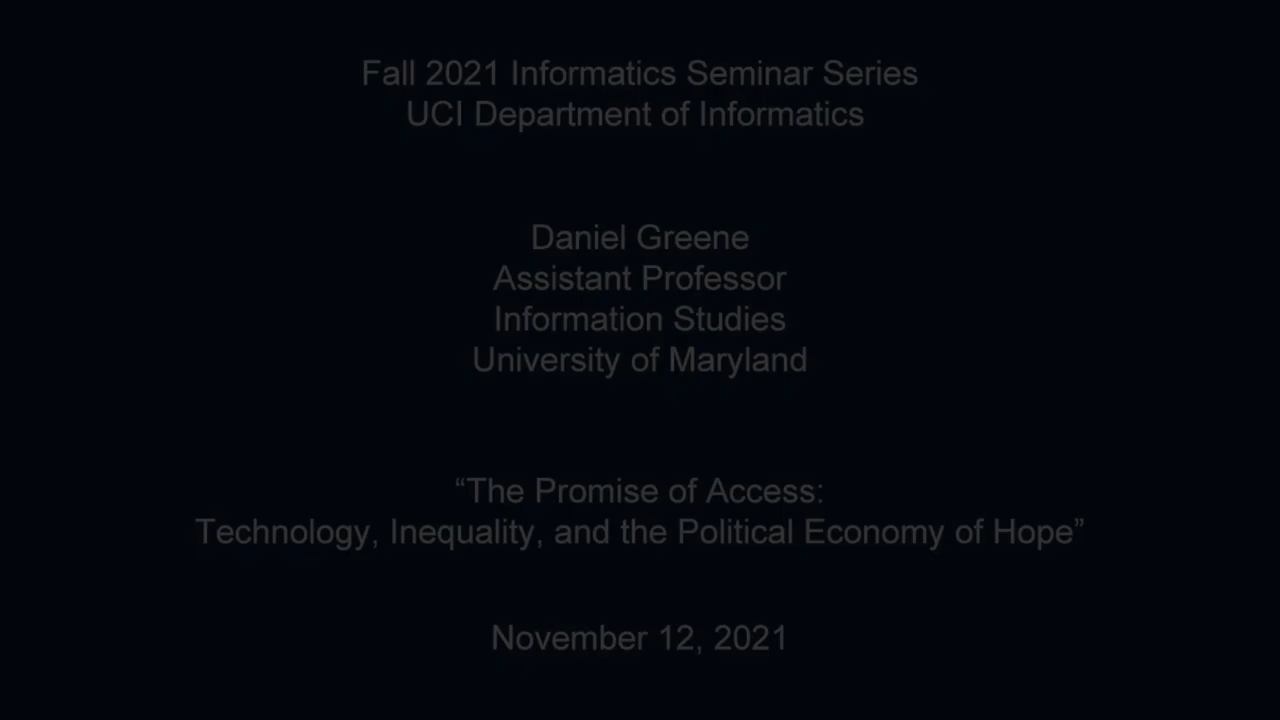 Fall 2021 Informatics Seminar Series
UCI Department of Informatics
Daniel Greene
Assistant Professor
Information Studies
University of Maryland
“The Promise of Access:
Technology, Inequality, and the Political Economy of Hope”
November 12, 2021